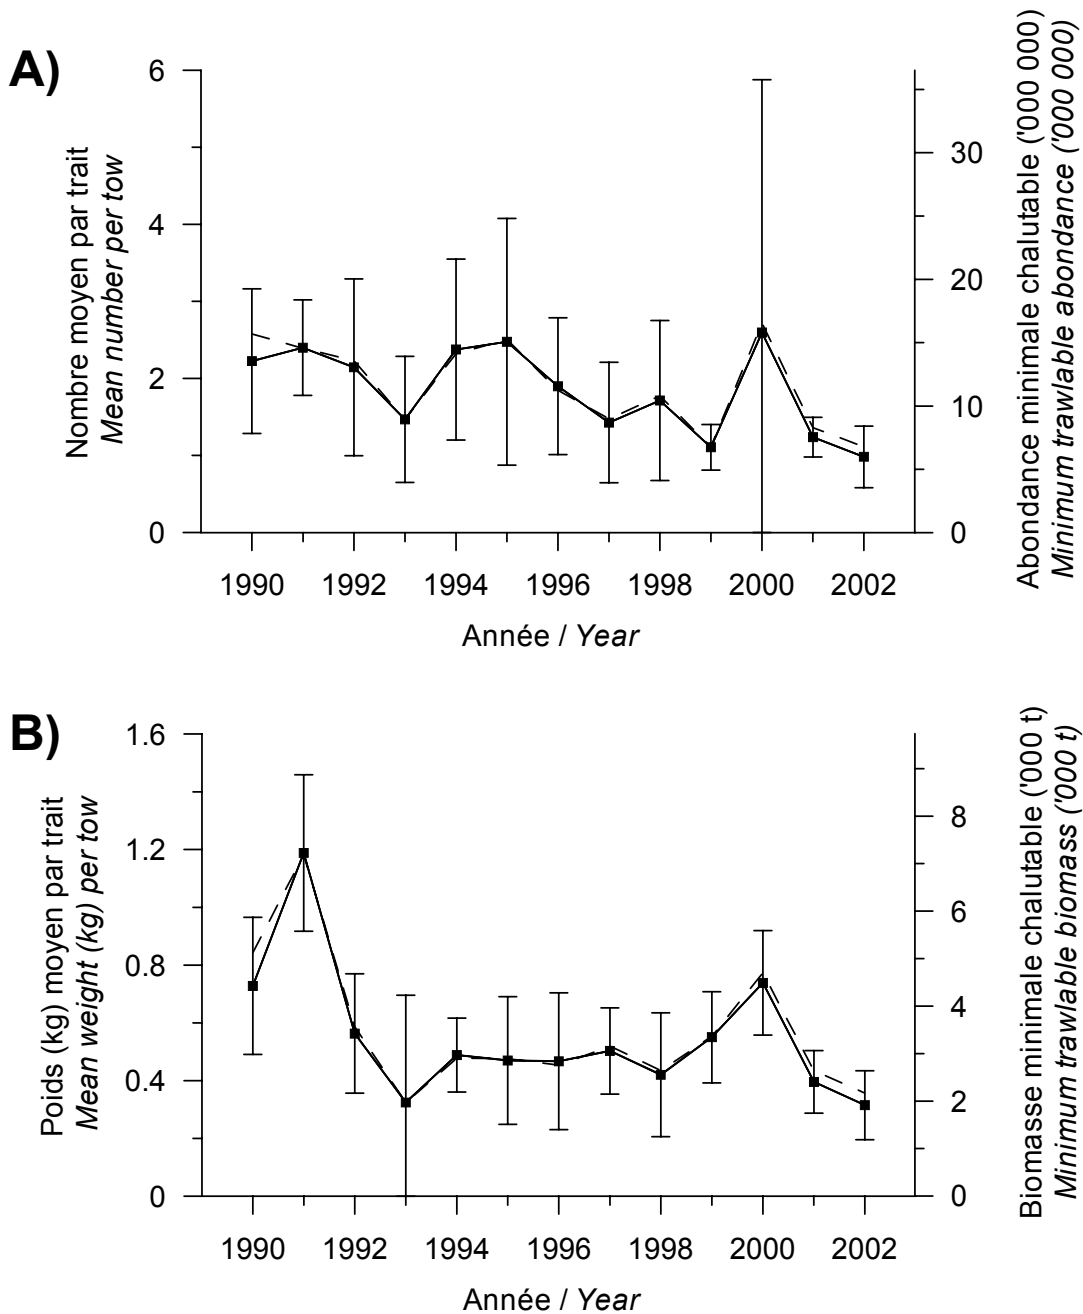 A)
Nombre moyen par trait
Mean number per tow
6
4
2
0
30
20
10
0
Abondance minimale chalutable ('000 000)
Minimum trawlable abondance ('000 000)
1990 1992 1994 1996 1998 2000 2002
Année / Year
B)
Poids (kg) moyen par trait
Mean weight (kg) per tow
1.6
1.2
0.8
0.4
0
8
6
4
2
0
Biomasse minimale chalutable ('000 t)
Minimum trawlable biomass ('000 t)
1990 1992 1994 1996 1998 2000 2002
Année / Year